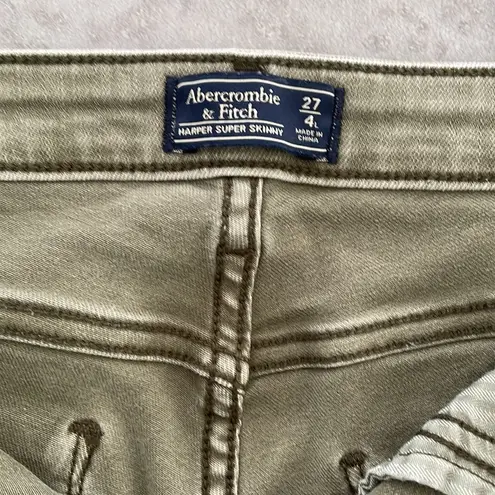 Abercrombie
& Fitch
HARPER SUPER SKINNY
27
4L
MADE IN
CHINA